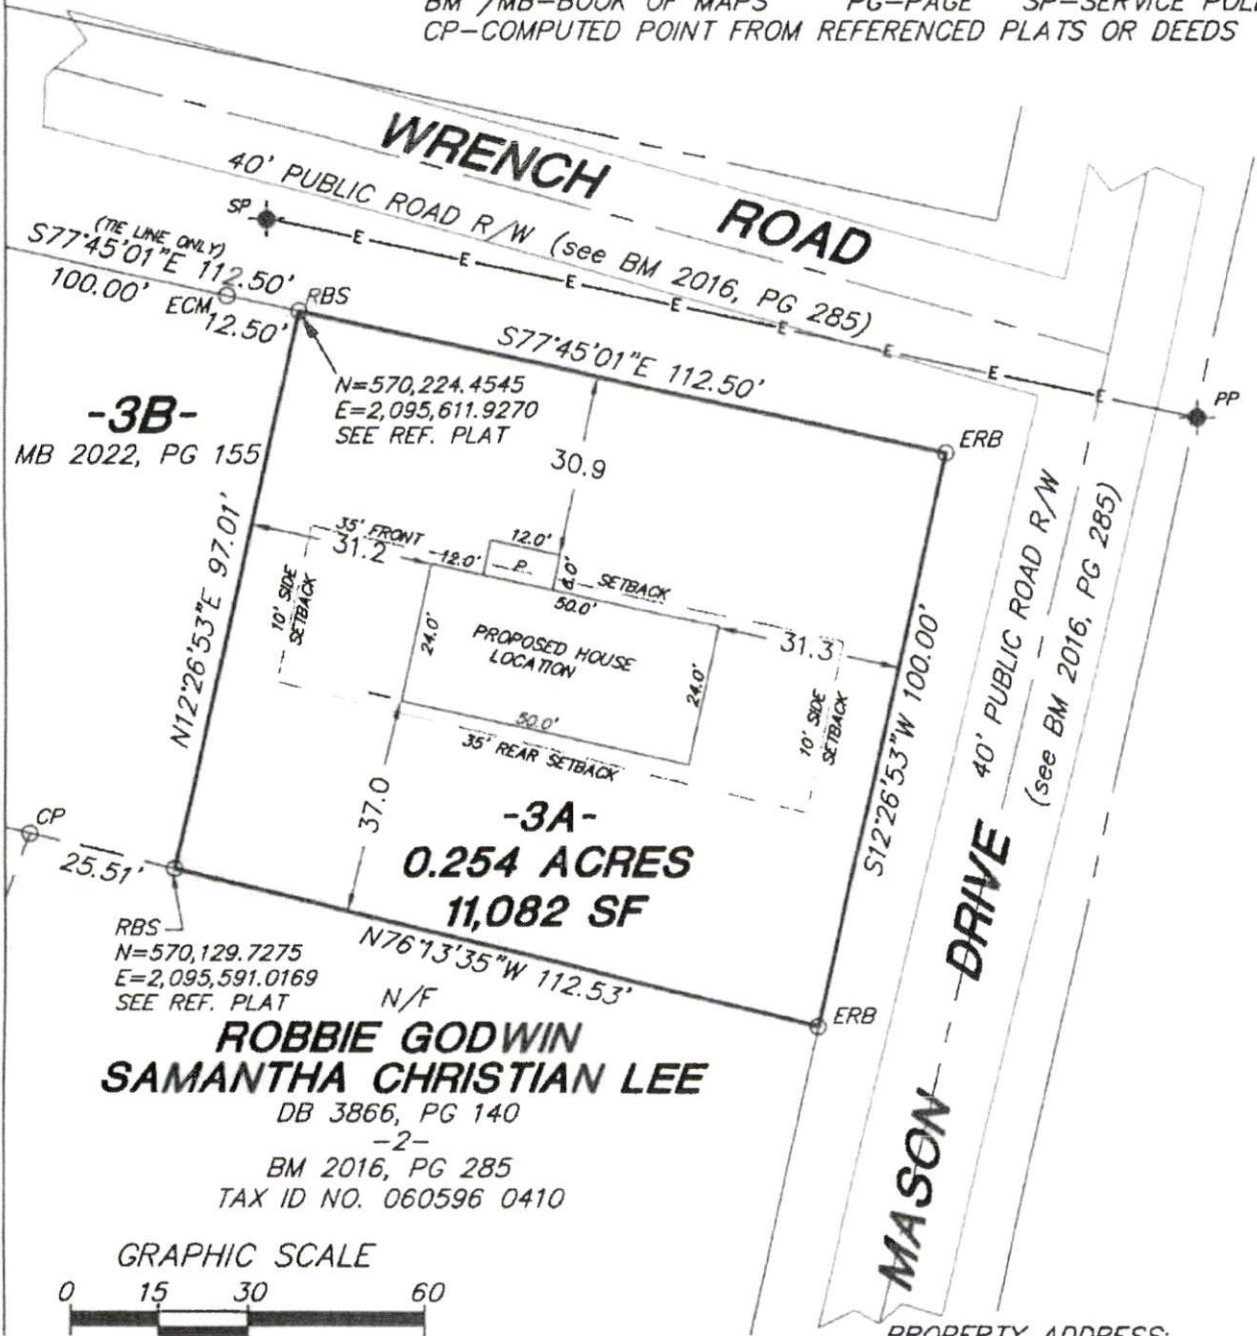 BM /MB-BOOK OF MAPS PG-PAGE SP-SERVICE POLE
CP-COMPUTED POINT FROM REFERENCED PLATS OR DEEDS
WRENCH ROAD
40' PUBLIC ROAD R/W (see BM 2016, PG 285)
SP
E E E E E E E E
PP
(TIE LINE ONLY)
S77°45'01"E 112.50'
100.00' ECM 12.50'
RBS
S77°45'01"E 112.50'
N=570,224.4545
E=2,095,611.9270
SEE REF. PLAT
ERB
-3B-
MB 2022, PG 155
30.9
N12°26'53"E 97.01'
35' FRONT SETBACK
31.2
12.0'
12.0'
P
6.0'
50.0'
10' SIDE
SETBACK
24.0'
PROPOSED HOUSE
LOCATION
24.0'
31.3
50.0'
35' REAR SETBACK
10' SIDE
SETBACK
S12°26'53"W 100.00'
40' PUBLIC ROAD R/W
(see BM 2016, PG 285)
MASON DRIVE
37.0
-3A-
0.254 ACRES
11,082 SF
CP
25.51'
RBS
N=570,129.7275
E=2,095,591.0169
SEE REF. PLAT
N76°13'35"W 112.53'
ERB
N/F
ROBBIE GODWIN
SAMANTHA CHRISTIAN LEE
DB 3866, PG 140
-2-
BM 2016, PG 285
TAX ID NO. 060596 0410
GRAPHIC SCALE
0 15 30 60
PROPERTY ADDRESS: